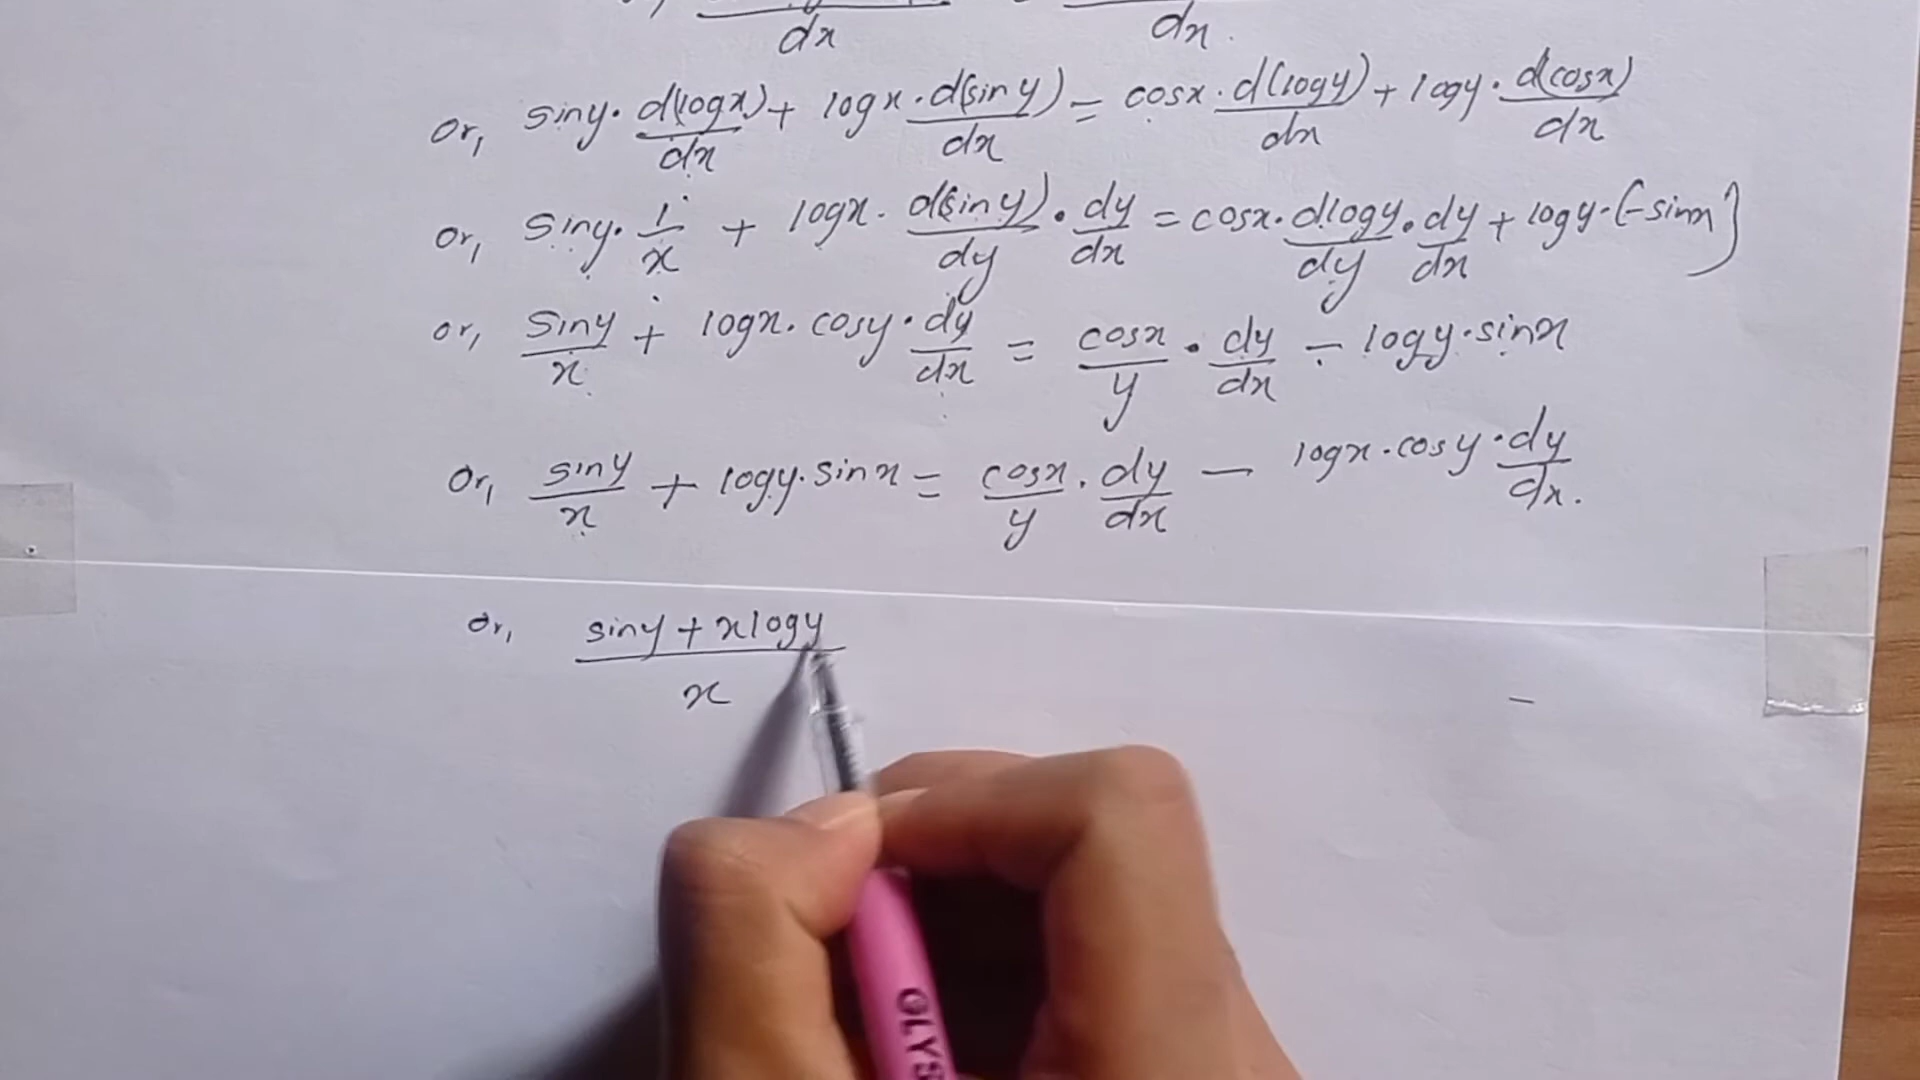 dx dx.
or, siny. d(logx)/dx + logx. d(siny)/dx = cosx. d(logy)/dx + logy. d(cosx)/dx
or, siny. 1/x + logx. d(siny)/dy . dy/dx = cosx. dlogy/dy . dy/dx + logy. (-sinx)
or, siny/x + logx. cosy. dy/dx = cosx/y . dy/dx - logy. sinx
or, siny/x + logy. sinx = cosx/y . dy/dx - logx. cosy. dy/dx.
or, siny + xlogy/x -